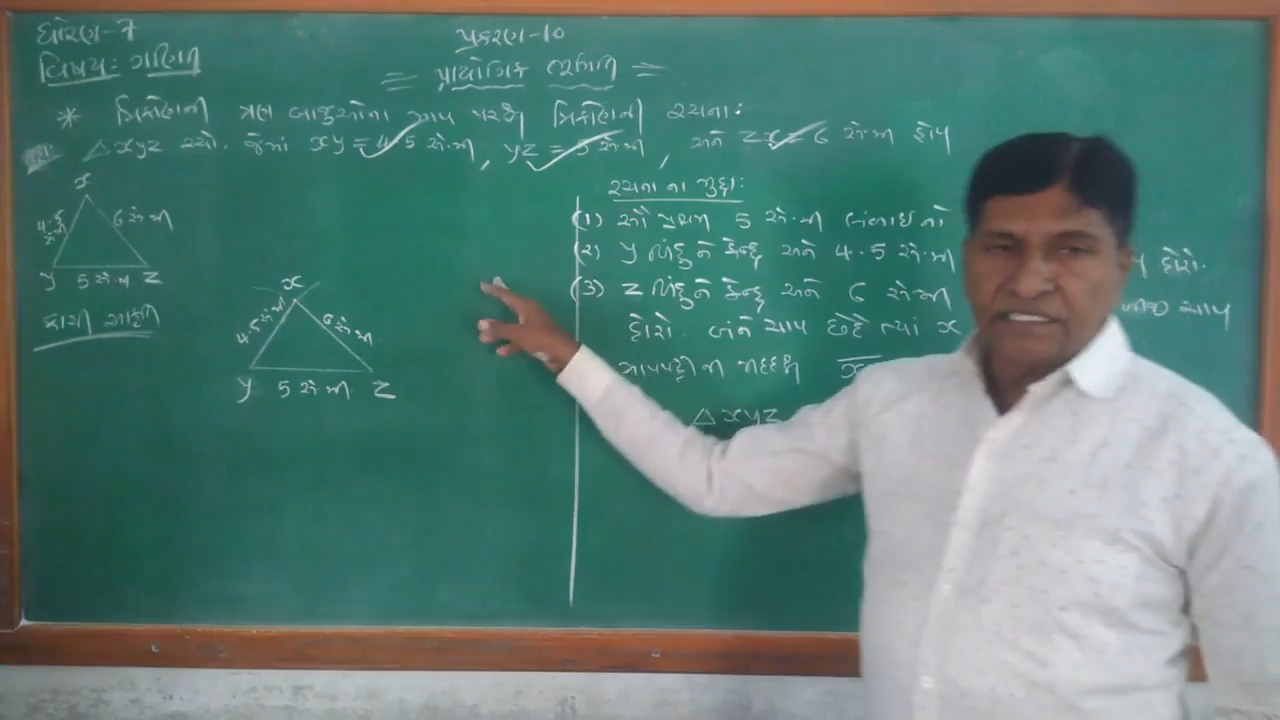 ધોરણ-7
વિષય: ગણિત
પ્રકરણ-10
= પ્રાયોગિક ભૂમિતિ =
* ત્રિકોણની ત્રણ બાજુઓના માપ પરથી ત્રિકોણની રચના:
△XYZ રચો. જેમાં XY = 4.5 સે.મી, YZ = 5 સે.મી, અને ZX = 6 સે.મી હોય
X
4.5 સે.મી
6 સે.મી
Y 5 સે.મી Z
કાચી આકૃતિ
X
4.5 સે.મી
6 સે.મી
Y 5 સે.મી Z
રચના ના મુદ્દા:
(1) સૌ પ્રથમ 5 સે.મી લંબાઈ નો
(2) Y બિંદુને કેન્દ્ર અને 4.5 સે.મી દોરો.
(3) Z બિંદુને કેન્દ્ર અને 6 સે.મી બીજી ચાપ
દોરો. બંને ચાપ છેદે ત્યાં X
માપપટ્ટી ની મદદથી
△XYZ